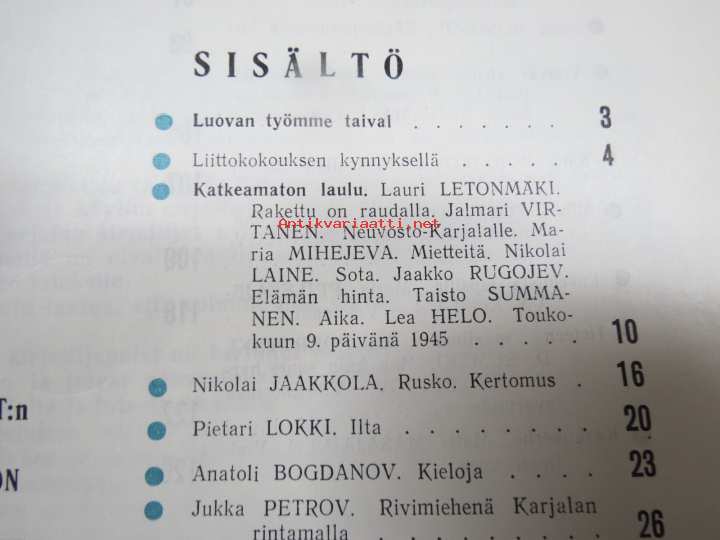 SISÄLTÖ
Luovan työmme taival . . . . . . . 3
Liittokokouksen kynnyksellä . . . . . 4
Katkeamaton laulu. Lauri LETONMÄKI.
Rakettu on raudalla. Jalmari VIR-
Antikvariaatti.net
TANEN. Neuvosto-Karjalalle. Ma-
ria MIHEJEVA. Mietteitä. Nikolai
LAINE. Sota. Jaakko RUGOJEV.
Elämän hinta. Taisto SUMMA-
NEN. Aika. Lea HELO. Touko-
kuun 9. päivänä 1945 . . . . . 10
Nikolai JAAKKOLA. Rusko. Kertomus . 16
Pietari LOKKI. Ilta . . . . . . . . 20
Anatoli BOGDANOV. Kieloja . . . . 23
Jukka PETROV. Rivimiehenä Karjalan
rintamalla . . . . . . . . 26
T:n
ON